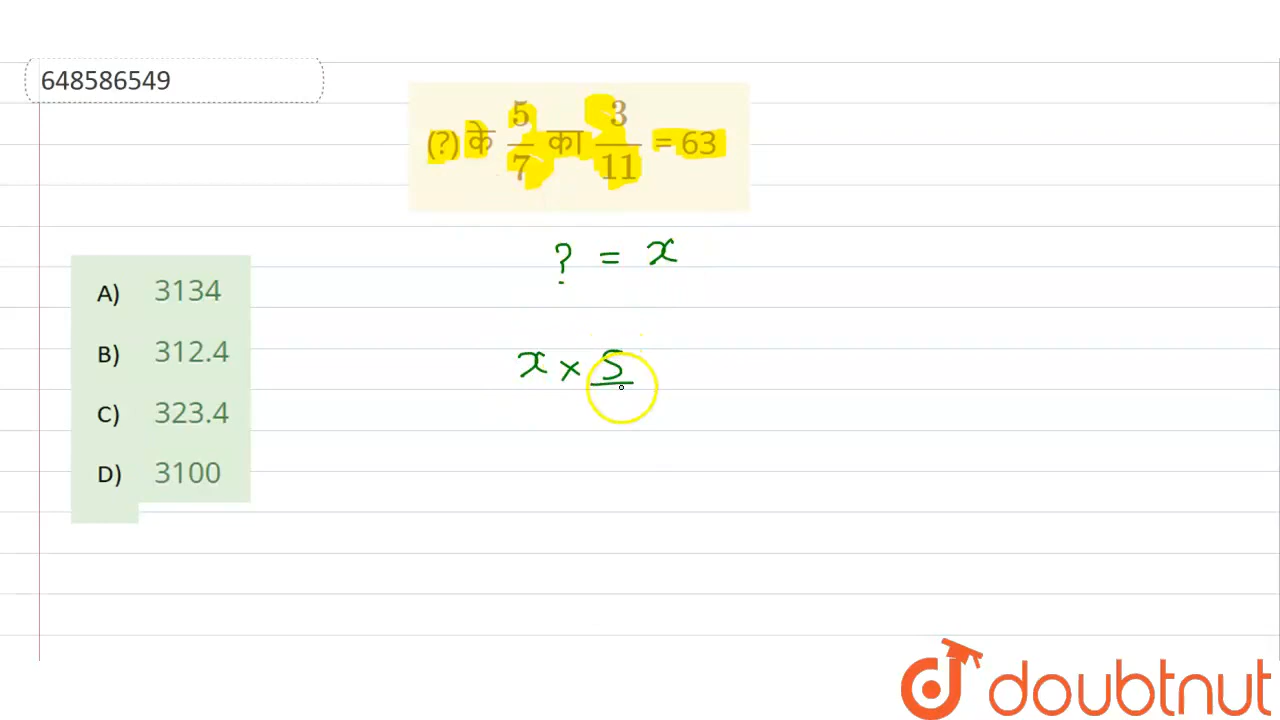 648586549
(?) के 5/7 का 3/11 = 63
? = x
x × 5
A) 3134
B) 312.4
C) 323.4
D) 3100
doubtnut